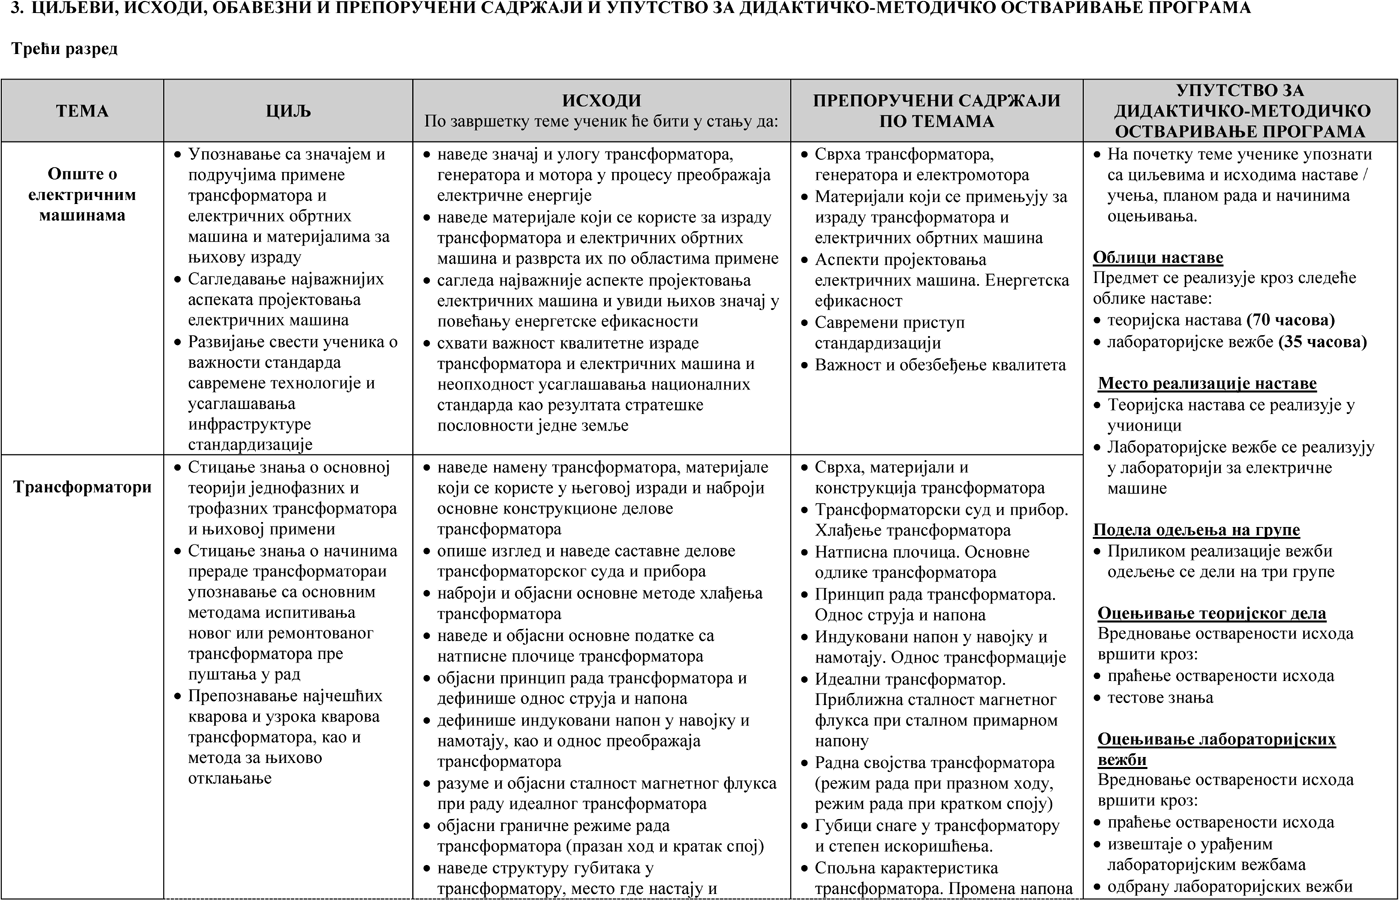 3. ЦИЉЕВИ, ИСХОДИ, ОБАВЕЗНИ И ПРЕПОРУЧЕНИ САДРЖАЈИ И УПУТСТВО ЗА ДИДАКТИЧКО-МЕТОДИЧКО ОСТВАРИВАЊЕ ПРОГРАМА
Трећи разред
ТЕМА
ЦИЉ
ИСХОДИ
По завршетку теме ученик ће бити у стању да:
ПРЕПОРУЧЕНИ САДРЖАЈИ
ПО ТЕМАМА
УПУТСТВО ЗА
ДИДАКТИЧКО-МЕТОДИЧКО
ОСТВАРИВАЊЕ ПРОГРАМА
Опште о
електричним
машинама
• Упознавање са значајем и
подручјима примене
трансформатора и
електричних обртних
машина и материјалима за
њихову израду
• Сагледавање најважнијих
аспеката пројектовања
електричних машина
• Развијање свести ученика о
важности стандарда
савремене технологије и
усаглашавања
инфраструктуре
стандардизације
• наведе значај и улогу трансформатора,
генератора и мотора у процесу преображаја
електричне енергије
• наведе материјале који се користе за израду
трансформатора и електричних обртних
машина и разврста их по областима примене
• сагледа најважније аспекте пројектовања
електричних машина и увиди њихов значај у
повећању енергетске ефикасности
• схвати важност квалитетне израде
трансформатора и електричних машина и
неопходност усаглашавања националних
стандарда као резултата стратешке
пословности једне земље
• Сврха трансформатора,
генератора и електромотора
• Материјали који се примењују за
израду трансформатора и
електричних обртних машина
• Аспекти пројектовања
електричних машина. Енергетска
ефикасност
• Савремени приступ
стандардизацији
• Важност и обезбеђење квалитета
• На почетку теме ученике упознати
са циљевима и исходима наставе /
учења, планом рада и начинима
оцењивања.
Облици наставе
Предмет се реализује кроз следеће
облике наставе:
• теоријска настава (70 часова)
• лабораторијске вежбе (35 часова)
Место реализације наставе
• Теоријска настава се реализује у
учионици
• Лабораторијске вежбе се реализују
у лабораторији за електричне
машине
Подела одељења на групе
• Приликом реализације вежби
одељење се дели на три групе
Оцењивање теоријског дела
Вредновање остварености исхода
вршити кроз:
• праћење остварености исхода
• тестове знања
Оцењивање лабораторијских
вежби
Вредновање остварености исхода
вршити кроз:
• праћење остварености исхода
• извештаје о урађеним
лабораторијским вежбама
• одбрану лабораторијских вежби
Трансформатори
• Стицање знања о основној
теорији једнофазних и
трофазних трансформатора
и њиховој примени
• Стицање знања о начинима
прераде трансформатораи
упознавање са основним
методама испитивања
новог или ремонтованог
трансформатора пре
пуштања у рад
• Препознавање најчешћих
кварова и узрока кварова
трансформатора, као и
метода за њихово
отклањање
• наведе намену трансформатора, материјале
који се користе у његовој изради и наброји
основне конструкционе делове
трансформатора
• опише изглед и наведе саставне делове
трансформаторског суда и прибора
• наброји и објасни основне методе хлађења
трансформатора
• наведе и објасни основне податке са
натписне плочице трансформатора
• објасни принцип рада трансформатора и
дефинише однос струја и напона
• дефинише индуковани напон у навојку и
намотају, као и однос преображаја
трансформатора
• разуме и објасни сталност магнетног флукса
при раду идеалног трансформатора
• објасни граничне режиме рада
трансформатора (празан ход и кратак спој)
• наведе структуру губитака у
трансформатору, место где настају и
• Сврха, материјали и
конструкција трансформатора
• Трансформаторски суд и прибор.
Хлађење трансформатора
• Натписна плочица. Основне
одлике трансформатора
• Принцип рада трансформатора.
Однос струја и напона
• Индуковани напон у навојку и
намотају. Однос трансформације
• Идеални трансформатор.
Приближна сталност магнетног
флукса при сталном примарном
напону
• Радна својства трансформатора
(режим рада при празном ходу,
режим рада при кратком споју)
• Губици снаге у трансформатору
и степен искоришћења.
• Спољна карактеристика
трансформатора. Промена напона